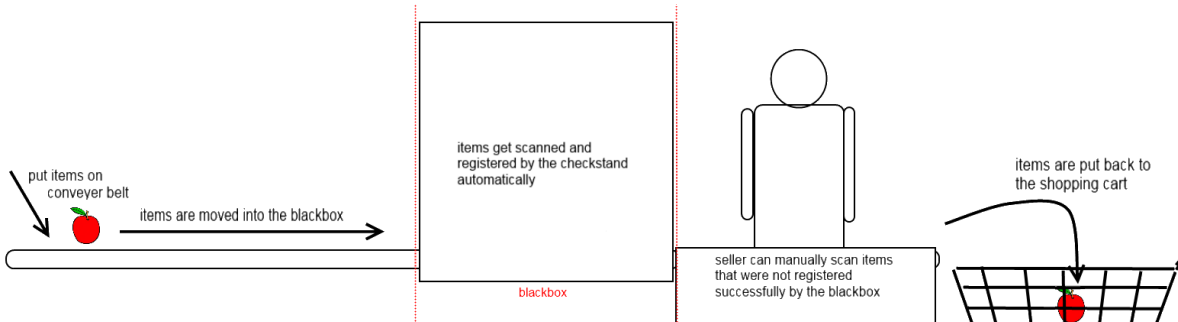 put items on
conveyer belt
items are moved into the blackbox
items get scanned and
registered by the checkstand
automatically
blackbox
seller can manually scan items
that were not registered
successfully by the blackbox
items are put back to
the shopping cart